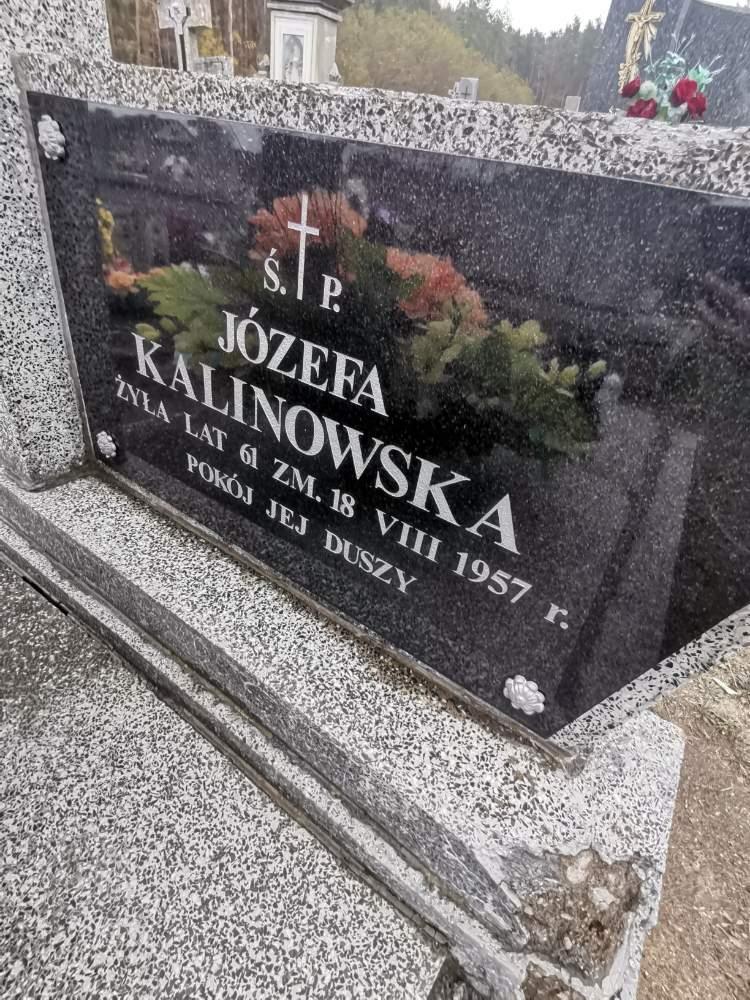 Ś. P.
JÓZEFA
KALINOWSKA
ŻYŁA LAT 61 ZM. 18 VIII 1957 r.
POKÓJ JEJ DUSZY